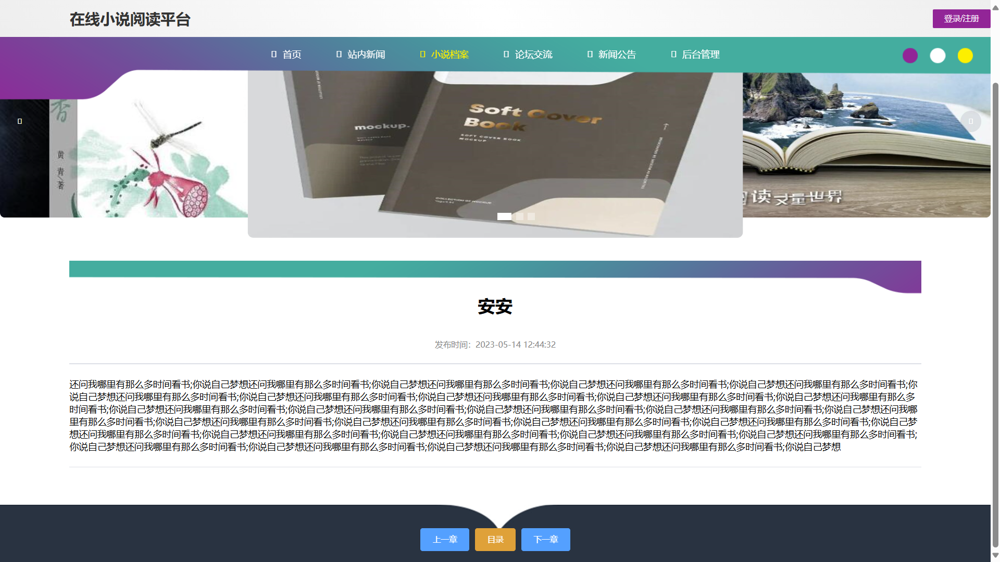 在线小说阅读平台
登录/注册
首页
站内新闻
小说档案
论坛交流
新闻公告
后台管理
香
黄青〈著
mockup.
Soft Cover
Book
SOFT COVER BOOK
MOCKUP
COLLECTION OF MOCKUP
阅读丈量世界
安安
发布时间：2023-05-14 12:44:32
还问我哪里有那么多时间看书;你说自己梦想还问我哪里有那么多时间看书;你说自己梦想还问我哪里有那么多时间看书;你说自己梦想还问我哪里有那么多时间看书;你说自己梦想还问我哪里有那么多时间看书;你
说自己梦想还问我哪里有那么多时间看书;你说自己梦想还问我哪里有那么多时间看书;你说自己梦想还问我哪里有那么多时间看书;你说自己梦想还问我哪里有那么多时间看书;你说自己梦想还问我哪里有那么多
时间看书;你说自己梦想还问我哪里有那么多时间看书;你说自己梦想还问我哪里有那么多时间看书;你说自己梦想还问我哪里有那么多时间看书;你说自己梦想还问我哪里有那么多时间看书;你说自己梦想还问我哪
里有那么多时间看书;你说自己梦想还问我哪里有那么多时间看书;你说自己梦想还问我哪里有那么多时间看书;你说自己梦想还问我哪里有那么多时间看书;你说自己梦想还问我哪里有那么多时间看书;你说自己梦
想还问我哪里有那么多时间看书;你说自己梦想还问我哪里有那么多时间看书;你说自己梦想还问我哪里有那么多时间看书;你说自己梦想还问我哪里有那么多时间看书;你说自己梦想还问我哪里有那么多时间看书;
你说自己梦想还问我哪里有那么多时间看书;你说自己梦想还问我哪里有那么多时间看书;你说自己梦想还问我哪里有那么多时间看书;你说自己梦想还问我哪里有那么多时间看书;你说自己梦想
上一章
目录
下一章